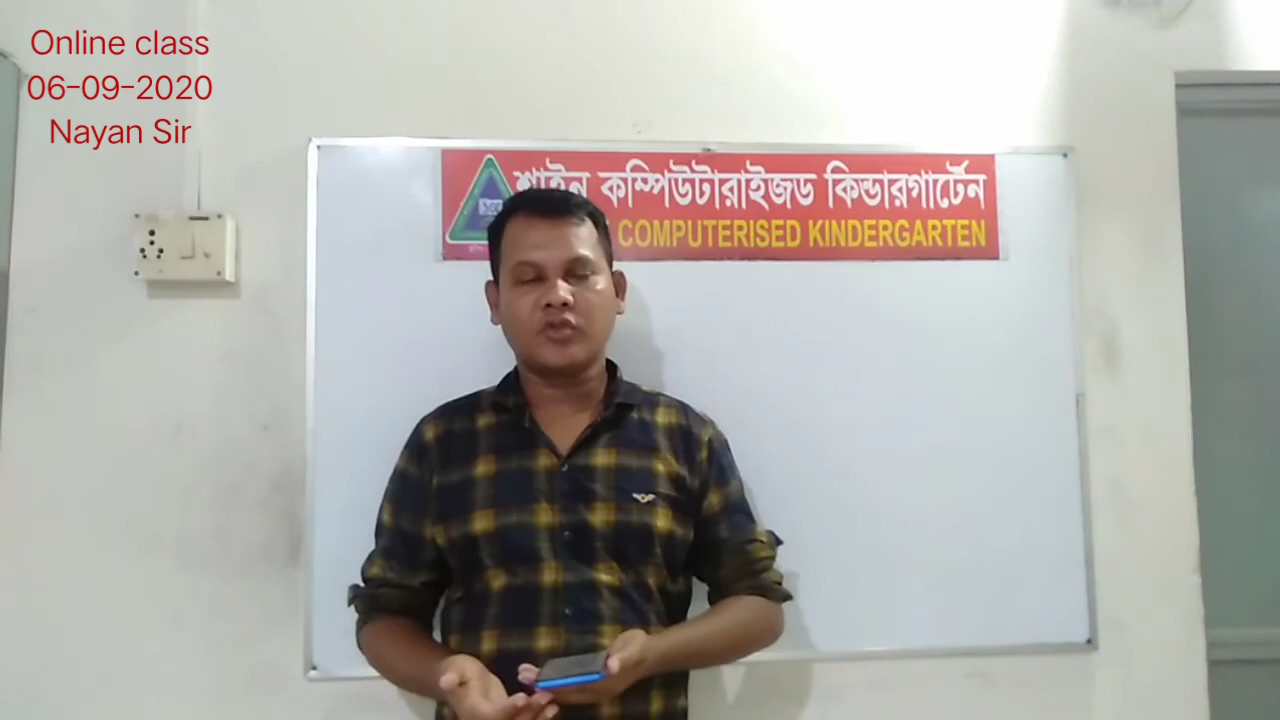 Online class
06-09-2020
Nayan Sir
শাইন কম্পিউটারাইজড কিন্ডারগার্টেন
COMPUTERISED KINDERGARTEN